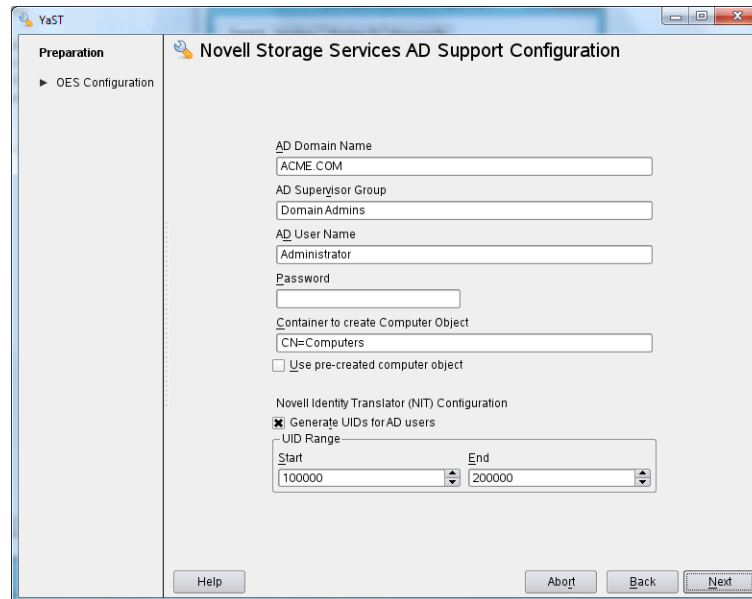 YaST
Preparation
OES Configuration
Novell Storage Services AD Support Configuration
AD Domain Name
ACME.COM
AD Supervisor Group
Domain Admins
AD User Name
Administrator
Password
Container to create Computer Object
CN=Computers
Use pre-created computer object
Novell Identity Translator (NIT) Configuration
Generate UIDs for AD users
UID Range
Start End
100000 200000
Help Abort Back Next